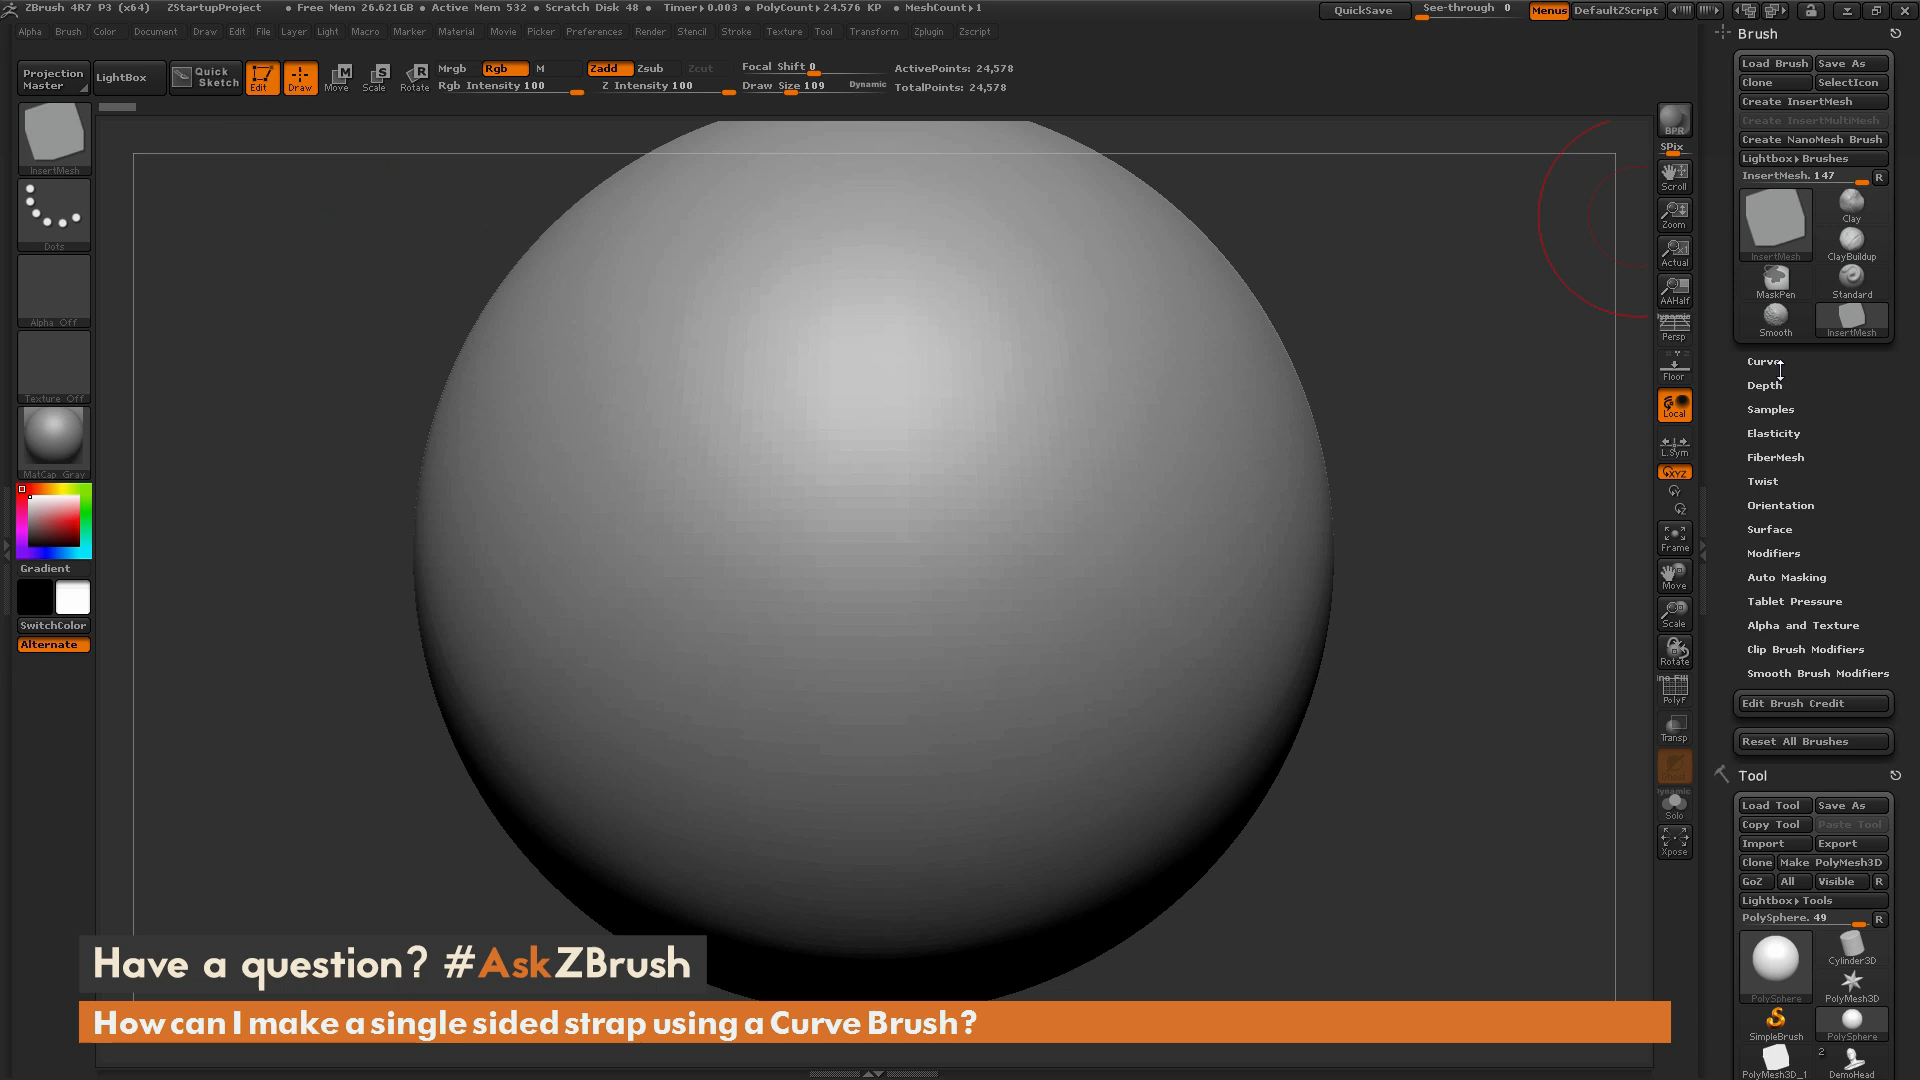 ZBrush 4R7 P3 (x64) ZStartupProject • Free Mem 26.621GB • Active Mem 532 • Scratch Disk 48 • Timer▸0.003 • PolyCount▸24.576 KP • MeshCount▸1 QuickSave See-through 0 Menus DefaultZScript
Alpha Brush Color Document Draw Edit File Layer Light Macro Marker Material Movie Picker Preferences Render Stencil Stroke Texture Tool Transform Zplugin Zscript
Projection Master
LightBox
Quick Sketch
Edit
Draw
Move
Scale
Rotate
Mrgb Rgb M
Rgb Intensity 100
Zadd Zsub Zcut
Z Intensity 100
Focal Shift 0
Draw Size 109 Dynamic
ActivePoints: 24,578
TotalPoints: 24,578
InsertMesh
Dots
Alpha Off
Texture Off
MatCap Gray
Gradient
SwitchColor
Alternate
BPR
SPix
Scroll
Zoom
Actual
AAHalf
Dynamic
Persp
Floor
Local
L.Sym
XYZ
Frame
Move
Scale
Rotate
PolyF
Transp
Ghost
Dynamic
Solo
Xpose
Brush
Load Brush Save As
Clone SelectIcon
Create InsertMesh
Create InsertMultiMesh
Create NanoMesh Brush
Lightbox▸Brushes
InsertMesh. 147 R
InsertMesh
Clay
ClayBuildup
MaskPen Standard
Smooth InsertMesh
Curve
Depth
Samples
Elasticity
FiberMesh
Twist
Orientation
Surface
Modifiers
Auto Masking
Tablet Pressure
Alpha and Texture
Clip Brush Modifiers
Smooth Brush Modifiers
Edit Brush Credit
Reset All Brushes
Tool
Load Tool Save As
Copy Tool Paste Tool
Import Export
Clone Make PolyMesh3D
GoZ All Visible R
Lightbox▸Tools
PolySphere. 49 R
PolySphere
Cylinder3D
PolyMesh3D
SimpleBrush PolySphere
2
PolyMesh3D_1 DemoHead
Have a question? #AskZBrush
How can I make a single sided strap using a Curve Brush?